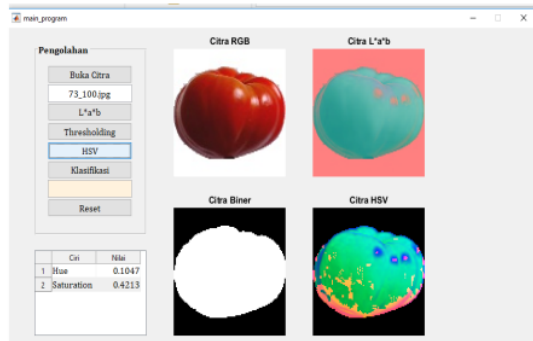 main_program
Pengolahan
Buka Citra
73_100.jpg
L*a*b
Thresholding
HSV
Klasifikasi
Reset
Citra RGB
Citra L*a*b
Citra Biner
Citra HSV
Ciri Nilai
1 Hue 0.1047
2 Saturation 0.4213